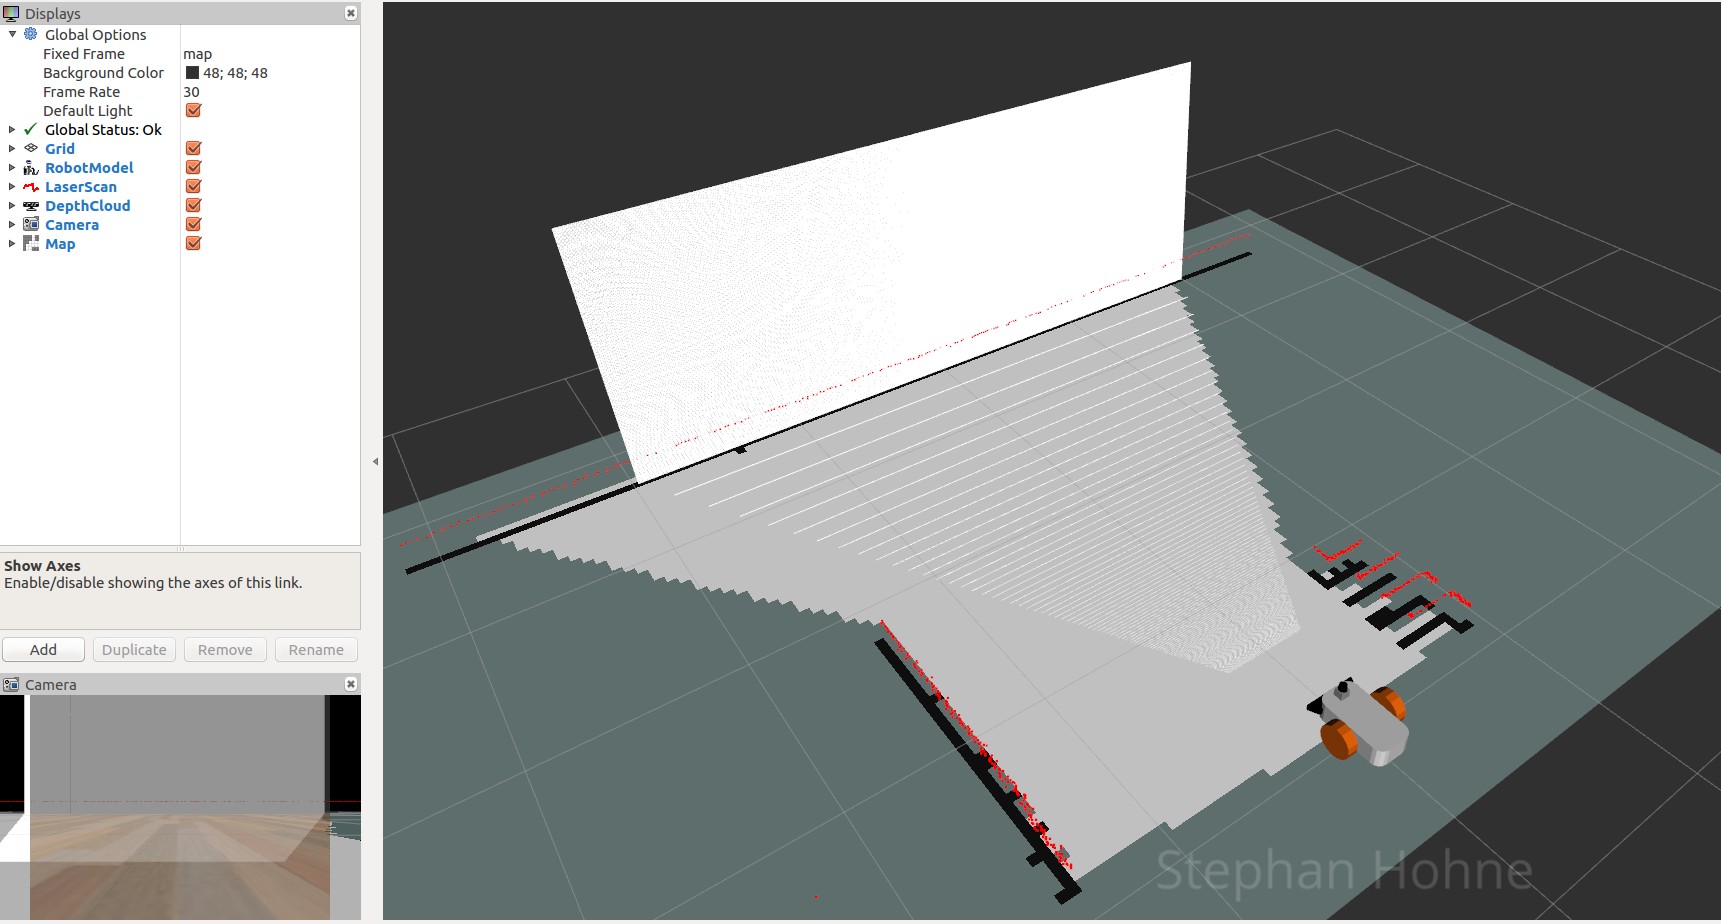 Displays
Global Options
Fixed Frame map
Background Color 48; 48; 48
Frame Rate 30
Default Light
Global Status: Ok
Grid
RobotModel
LaserScan
DepthCloud
Camera
Map
Show Axes
Enable/disable showing the axes of this link.
Add Duplicate Remove Rename
Camera
Stephan Hohne